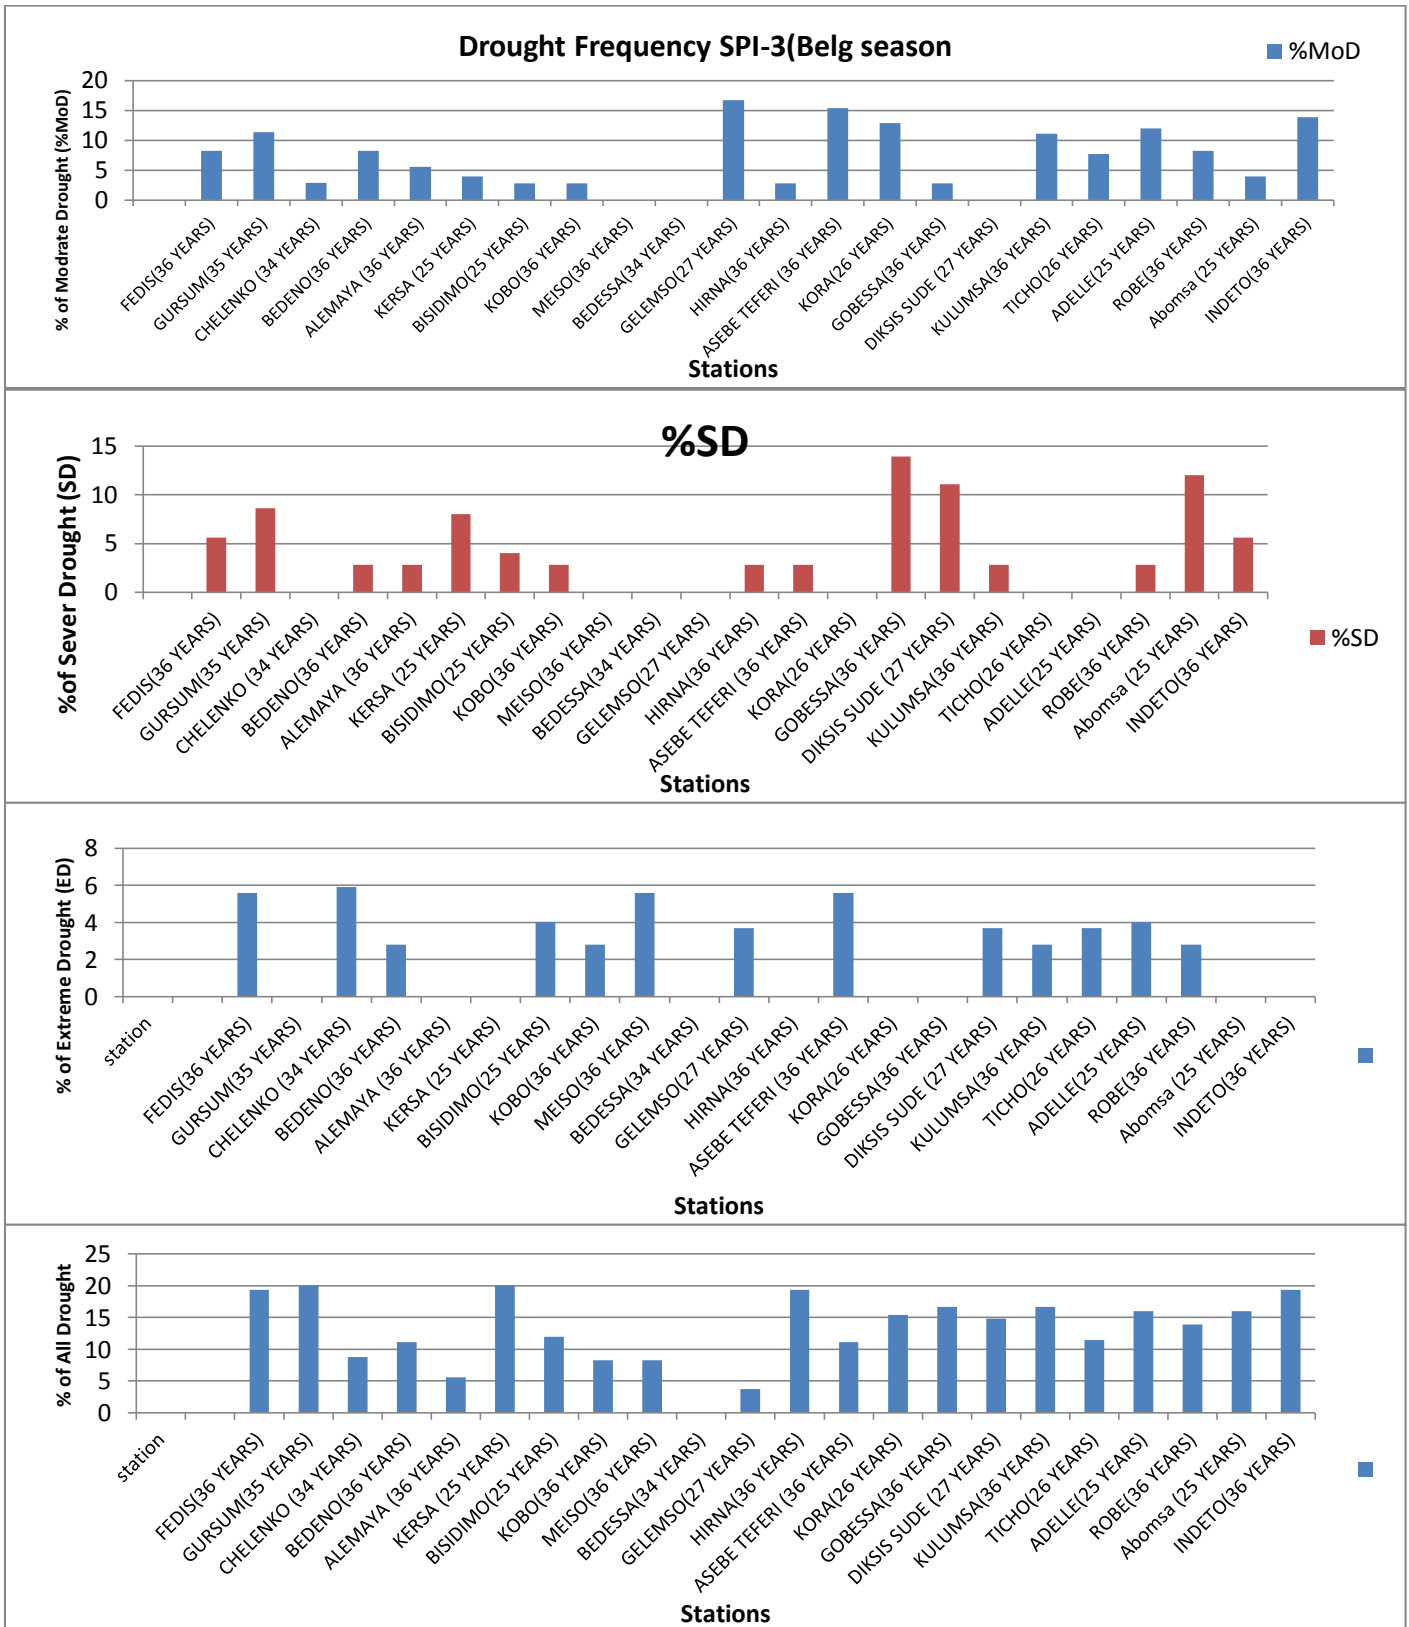 Drought Frequency SPI-3(Belg season
%MoD
% of Modrate Drought (%MoD)
20
15
10
5
0
FEDIS(36 YEARS)
GURSUM(35 YEARS)
CHELENKO (34 YEARS)
BEDENO(36 YEARS)
ALEMAYA (36 YEARS)
KERSA (25 YEARS)
BISIDIMO(25 YEARS)
KOBO(36 YEARS)
MEISO(36 YEARS)
BEDESSA(34 YEARS)
GELEMSO(27 YEARS)
HIRNA(36 YEARS)
ASEBE TEFERI (36 YEARS)
KORA(26 YEARS)
GOBESSA(36 YEARS)
DIKSIS SUDE (27 YEARS)
KULUMSA(36 YEARS)
TICHO(26 YEARS)
ADELLE(25 YEARS)
ROBE(36 YEARS)
Abomsa (25 YEARS)
INDETO(36 YEARS)
Stations
%SD
%of Sever Drought (SD)
15
10
5
0
FEDIS(36 YEARS)
GURSUM(35 YEARS)
CHELENKO (34 YEARS)
BEDENO(36 YEARS)
ALEMAYA (36 YEARS)
KERSA (25 YEARS)
BISIDIMO(25 YEARS)
KOBO(36 YEARS)
MEISO(36 YEARS)
BEDESSA(34 YEARS)
GELEMSO(27 YEARS)
HIRNA(36 YEARS)
ASEBE TEFERI (36 YEARS)
KORA(26 YEARS)
GOBESSA(36 YEARS)
DIKSIS SUDE (27 YEARS)
KULUMSA(36 YEARS)
TICHO(26 YEARS)
ADELLE(25 YEARS)
ROBE(36 YEARS)
Abomsa (25 YEARS)
INDETO(36 YEARS)
%SD
Stations
% of Extreme Drought (ED)
8
6
4
2
0
station
FEDIS(36 YEARS)
GURSUM(35 YEARS)
CHELENKO (34 YEARS)
BEDENO(36 YEARS)
ALEMAYA (36 YEARS)
KERSA (25 YEARS)
BISIDIMO(25 YEARS)
KOBO(36 YEARS)
MEISO(36 YEARS)
BEDESSA(34 YEARS)
GELEMSO(27 YEARS)
HIRNA(36 YEARS)
ASEBE TEFERI (36 YEARS)
KORA(26 YEARS)
GOBESSA(36 YEARS)
DIKSIS SUDE (27 YEARS)
KULUMSA(36 YEARS)
TICHO(26 YEARS)
ADELLE(25 YEARS)
ROBE(36 YEARS)
Abomsa (25 YEARS)
INDETO(36 YEARS)
Stations
% of All Drought
25
20
15
10
5
0
station
FEDIS(36 YEARS)
GURSUM(35 YEARS)
CHELENKO (34 YEARS)
BEDENO(36 YEARS)
ALEMAYA (36 YEARS)
KERSA (25 YEARS)
BISIDIMO(25 YEARS)
KOBO(36 YEARS)
MEISO(36 YEARS)
BEDESSA(34 YEARS)
GELEMSO(27 YEARS)
HIRNA(36 YEARS)
ASEBE TEFERI (36 YEARS)
KORA(26 YEARS)
GOBESSA(36 YEARS)
DIKSIS SUDE (27 YEARS)
KULUMSA(36 YEARS)
TICHO(26 YEARS)
ADELLE(25 YEARS)
ROBE(36 YEARS)
Abomsa (25 YEARS)
INDETO(36 YEARS)
Stations